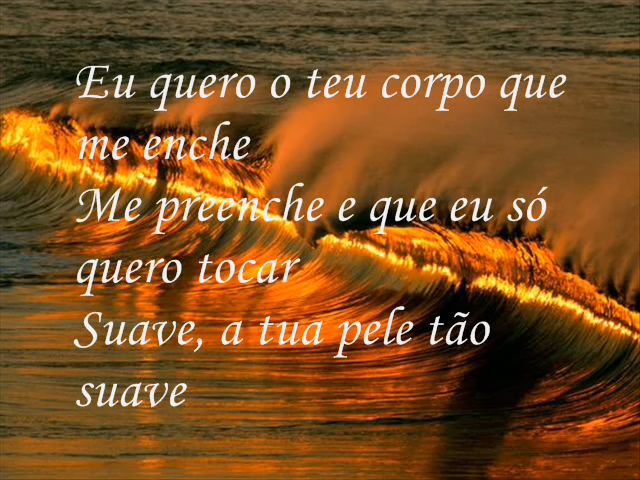 Eu quero o teu corpo que
me enche
Me preenche e que eu só
quero tocar
Suave, a tua pele tão
suave